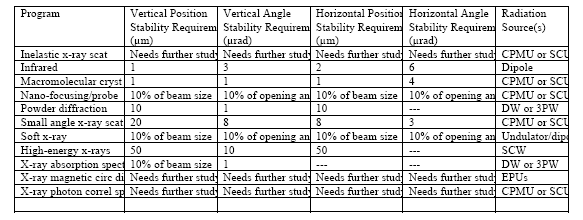 Program Vertical Position Stability Requirem (µm) Vertical Angle Stability Requirem (µrad) Horizontal Position Stability Requirem (µm) Horizontal Angle Stability Requirem (µrad) Radiation Source(s)
Inelastic x-ray scat Needs further study Needs further study Needs further study Needs further study CPMU or SCU
Infrared 1 3 2 6 Dipole
Macromolecular cryst 1 1 1 4 CPMU or SCU
Nano-focusing/probe 10% of beam size 10% of opening an 10% of beam size 10% of opening an CPMU or SCU
Powder diffraction 10 1 10 --- DW or 3PW
Small angle x-ray scat 20 8 8 3 CPMU or SCU
Soft x-ray 10% of beam size 10% of opening an 10% of beam size 10% of opening an Undulator/dipo
High-energy x-rays 50 10 50 --- SCW
X-ray absorption spect 10% of beam size 1 --- --- DW or 3PW
X-ray magnetic circ di Needs further study Needs further study Needs further study Needs further study EPUs
X-ray photon correl sp Needs further study Needs further study Needs further study Needs further study CPMU or SCU